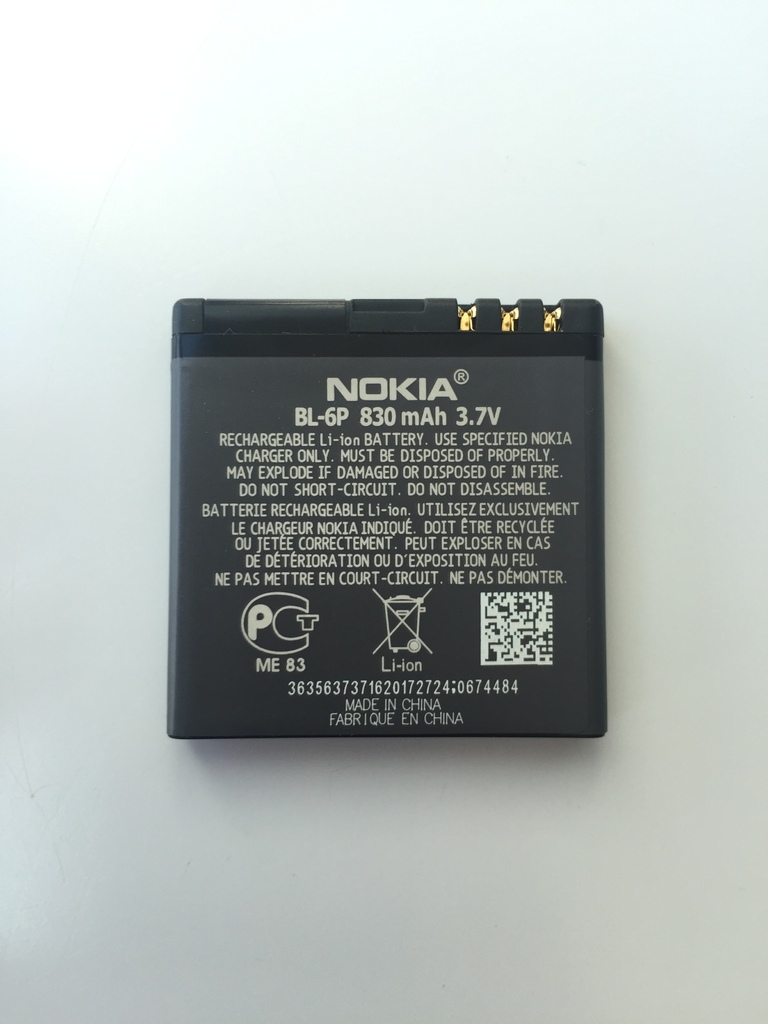 NOKIA®
BL-6P 830 mAh 3.7V
RECHARGEABLE Li-ion BATTERY. USE SPECIFIED NOKIA
CHARGER ONLY. MUST BE DISPOSED OF PROPERLY.
MAY EXPLODE IF DAMAGED OR DISPOSED OF IN FIRE.
DO NOT SHORT-CIRCUIT. DO NOT DISASSEMBLE.
BATTERIE RECHARGEABLE Li-ion. UTILISEZ EXCLUSIVEMENT
LE CHARGEUR NOKIA INDIQUÉ. DOIT ÊTRE RECYCLÉE
OU JETÉE CORRECTEMENT. PEUT EXPLOSER EN CAS
DE DÉTÉRIORATION OU D'EXPOSITION AU FEU.
NE PAS METTRE EN COURT-CIRCUIT. NE PAS DÉMONTER.
PCT
ME 83
Li-ion
3635637371620172724;0674484
MADE IN CHINA
FABRIQUE EN CHINA